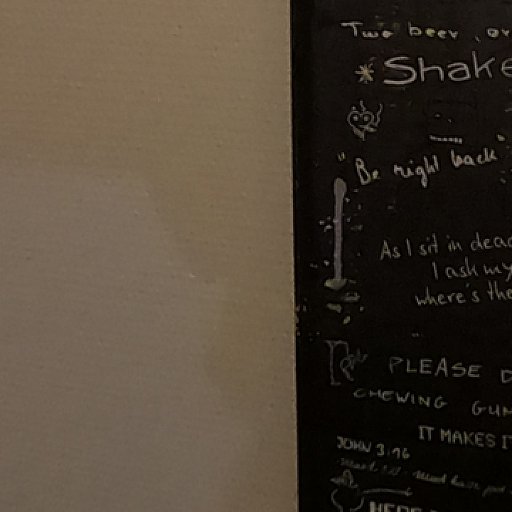 Two beer, or
*Shake
"Be right back"
As I sit in dead
I ask my
where's the
PLEASE D
CHEWING GUM
IT MAKES I
JOHN 3:16
HERE